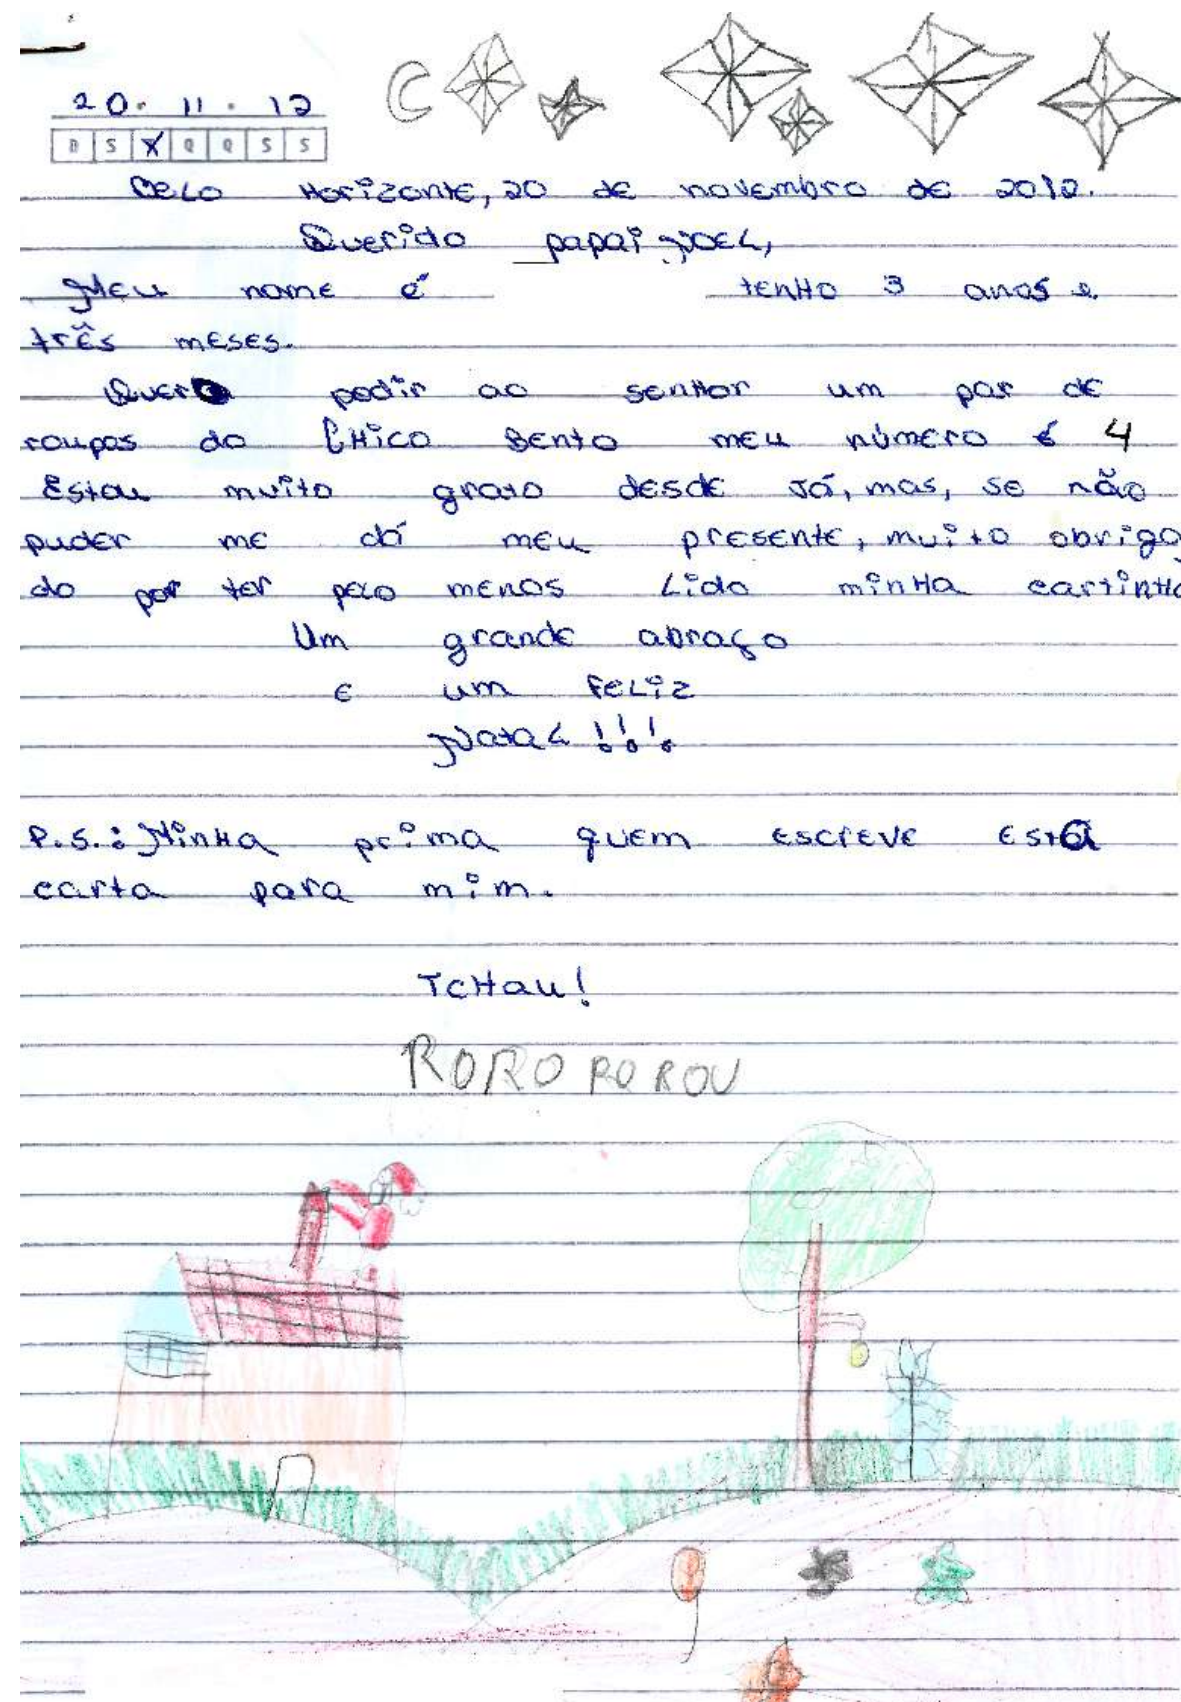 20. 11. 12
D S X Q Q S S
Belo Horizonte, 20 de novembro de 2012.
Querido papai Noel,
Meu nome é tenho 3 anos e
três meses.
Quero pedir ao senhor um par de
roupas do Chico Bento meu número é 4
Estou muito grato desde já, mas, se não
puder me dá meu presente, muito obriga
do por ter pelo menos lido minha cartinha
Um grande abraço
e um feliz
Natal!!!
P.S.: Minha prima quem escreve esta
carta para mim.
Tchau!
RORO RO ROU